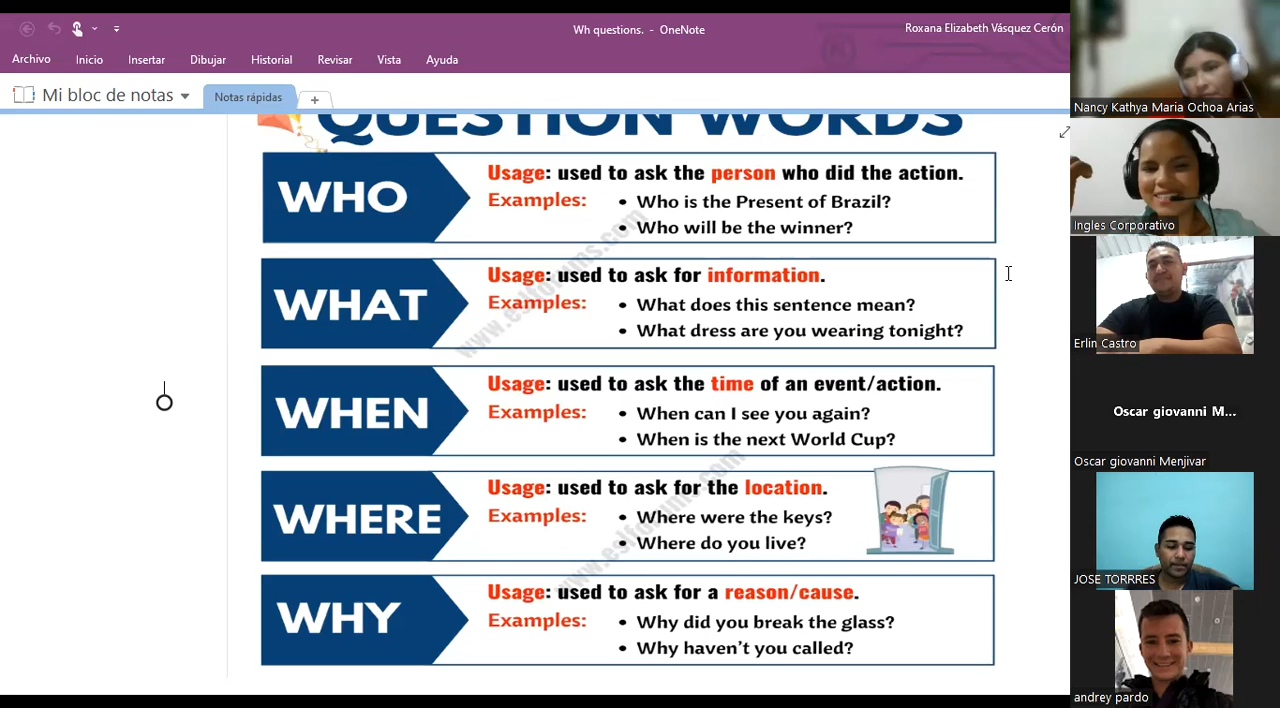 Wh questions. - OneNote
Roxana Elizabeth Vásquez Cerón
Archivo
Inicio
Insertar
Dibujar
Historial
Revisar
Vista
Ayuda
Mi bloc de notas
Notas rápidas
QUESTION WORDS
WHO
Usage: used to ask the person who did the action.
Examples:
• Who is the Present of Brazil?
• Who will be the winner?
WHAT
Usage: used to ask for information.
Examples:
• What does this sentence mean?
• What dress are you wearing tonight?
WHEN
Usage: used to ask the time of an event/action.
Examples:
• When can I see you again?
• When is the next World Cup?
WHERE
Usage: used to ask for the location.
Examples:
• Where were the keys?
• Where do you live?
WHY
Usage: used to ask for a reason/cause.
Examples:
• Why did you break the glass?
• Why haven't you called?
www.eslforums.com
www.eslforums.com
Nancy Kathya Maria Ochoa Arias
Ingles Corporativo
Erlin Castro
Oscar giovanni M...
Oscar giovanni Menjivar
JOSE TORRRES
andrey pardo